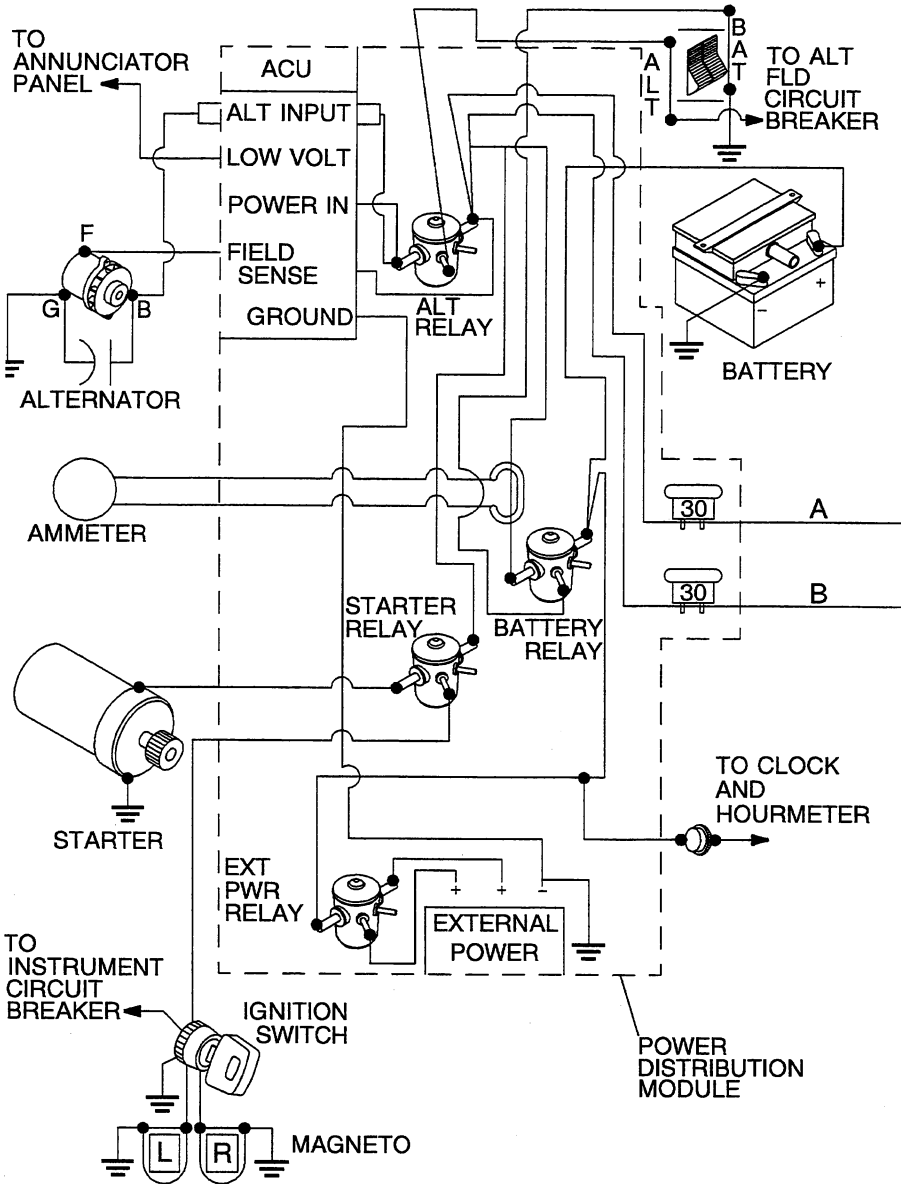 TO
ANNUNCIATOR
PANEL
ACU
ALT INPUT
LOW VOLT
POWER IN
FIELD
SENSE
GROUND
ALT
RELAY
BAT
ALT
TO ALT
FLD
CIRCUIT
BREAKER
F
G
B
ALTERNATOR
- +
BATTERY
AMMETER
30
A
30
B
STARTER
RELAY
BATTERY
RELAY
STARTER
TO CLOCK
AND
HOURMETER
EXT
PWR
RELAY
+ + -
EXTERNAL
POWER
TO
INSTRUMENT
CIRCUIT
BREAKER
IGNITION
SWITCH
POWER
DISTRIBUTION
MODULE
L
R
MAGNETO